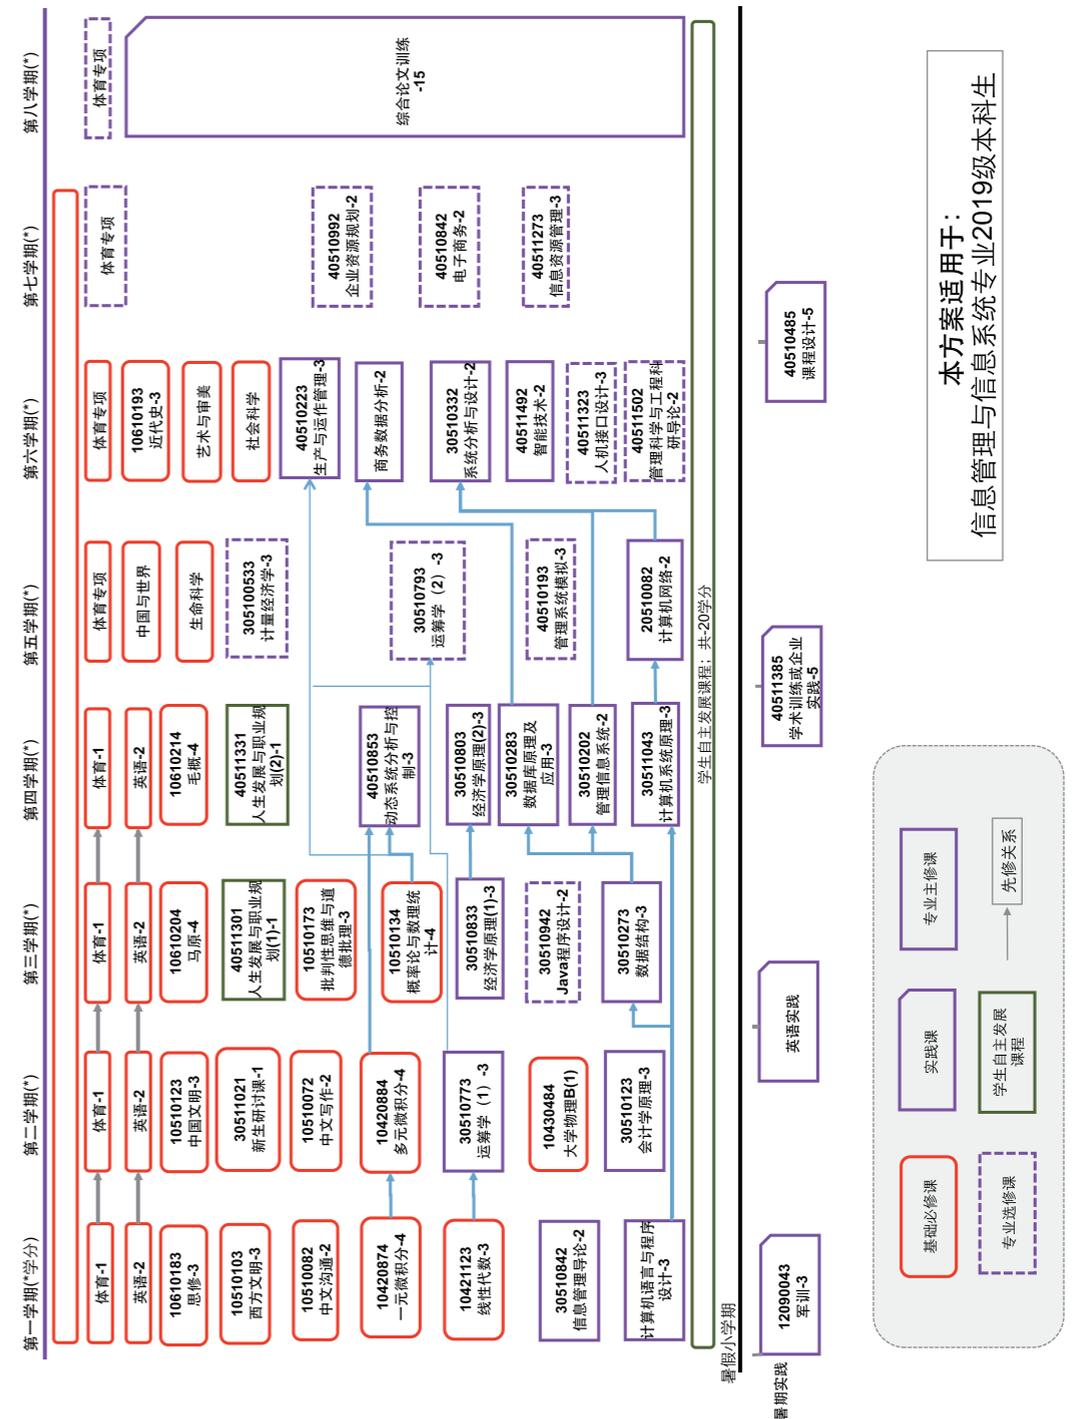 第一学期(*学分)
体育-1
英语-2
10610183
思修-3
10510103
西方文明-3
10510082
中文沟通-2
10420874
一元微积分-4
10421123
线性代数-3
30510842
信息管理导论-2
计算机语言与程序
设计-3
第二学期(*)
体育-1
英语-2
10510123
中国文明-3
30511021
新生研讨课-1
10510072
中文写作-2
10420884
多元微积分-4
30510773
运筹学（1）-3
10430484
大学物理B(1)
30510123
会计学原理-3
第三学期(*)
体育-1
英语-2
10610204
马原-4
40511301
人生发展与职业规
划(1)-1
10510173
批判性思维与道
德批理-3
10510134
概率论与数理统
计-4
30510833
经济学原理(1)-3
30510942
Java程序设计-2
30510273
数据结构-3
第四学期(*)
体育-1
英语-2
10610214
毛概-4
40511331
人生发展与职业规
划(2)-1
40510853
动态系统分析与控
制-3
30510803
经济学原理(2)-3
30510283
数据库原理及
应用-3
30510202
管理信息系统-2
30511043
计算机系统原理-3
第五学期(*)
体育专项
中国与世界
生命科学
305100533
计量经济学-3
30510793
运筹学（2）-3
40510193
管理系统模拟-3
20510082
计算机网络-2
第六学期(*)
体育专项
10610193
近代史-3
艺术与审美
社会科学
40510223
生产与运作管理-3
商务数据分析-2
30510332
系统分析与设计-2
40511492
智能技术-2
40511323
人机接口设计-3
40511502
管理科学与工程科
研导论-2
第七学期(*)
体育专项
40510992
企业资源规划-2
40510842
电子商务-2
40511273
信息资源管理-3
第八学期(*)
体育专项
综合论文训练
-15
学生自主发展课程；共-20学分
暑假小学期
暑期实践
12090043
军训-3
英语实践
40511385
学术训练或企业
实践-5
40510485
课程设计-5
基础必修课
实践课
专业主修课
专业选修课
学生自主发展
课程
先修关系
本方案适用于：
信息管理与信息系统专业2019级本科生